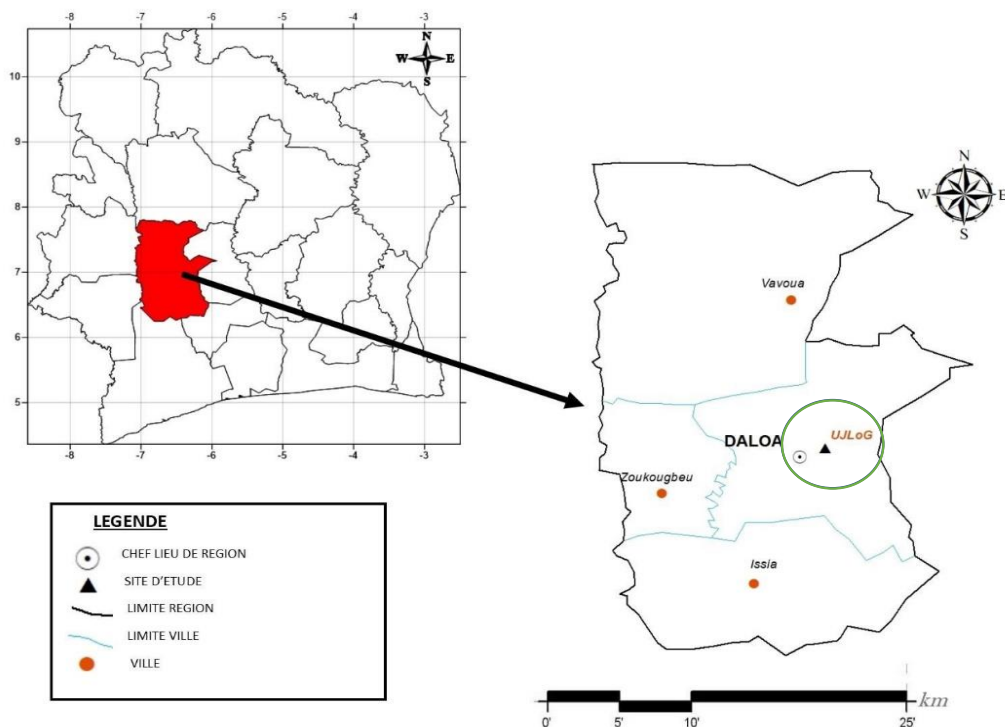 -8 -7 -6 -5 -4 -3
N
W E
S
10
9
8
7
6
5
-8 -7 -6 -5 -4 -3
N
W E
S
Vavoua
DALOA
UJLoG
Zoukougbeu
Issia
LEGENDE
CHEF LIEU DE REGION
SITE D'ETUDE
LIMITE REGION
LIMITE VILLE
VILLE
km
0' 5' 10' 25'